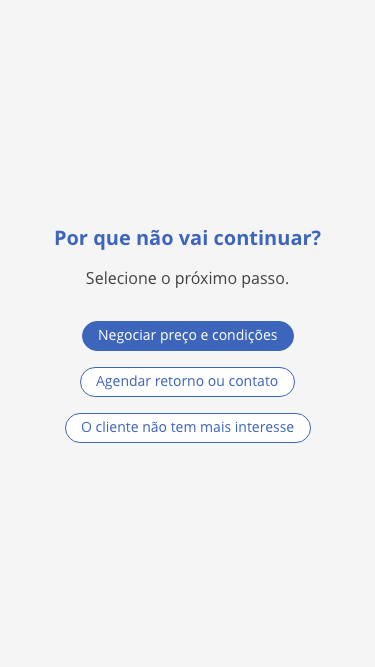 Por que não vai continuar?
Selecione o próximo passo.
Negociar preço e condições
Agendar retorno ou contato
O cliente não tem mais interesse